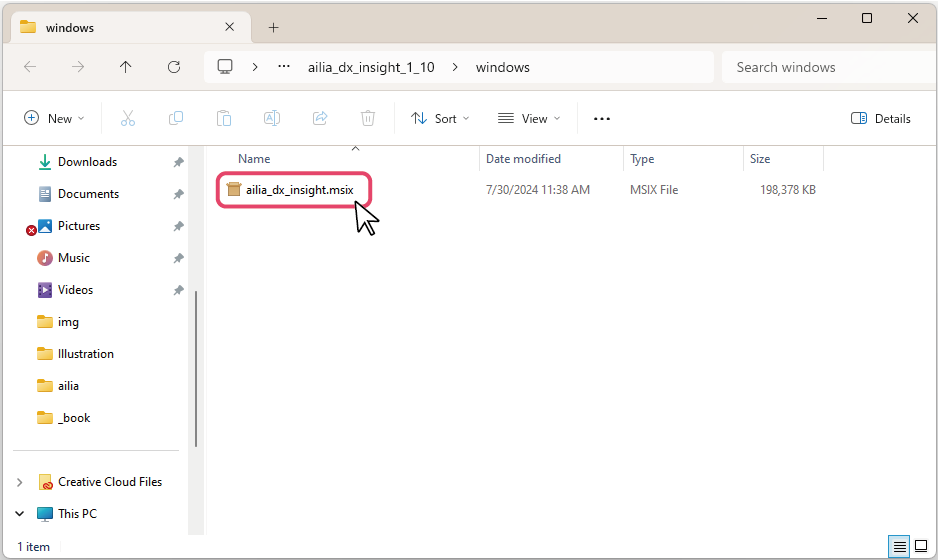 windows
ailia_dx_insight_1_10 windows Search windows
New Sort View Details
Name Date modified Type Size
ailia_dx_insight.msix 7/30/2024 11:38 AM MSIX File 198,378 KB
Downloads
Documents
Pictures
Music
Videos
img
Illustration
ailia
_book
Creative Cloud Files
This PC
1 item